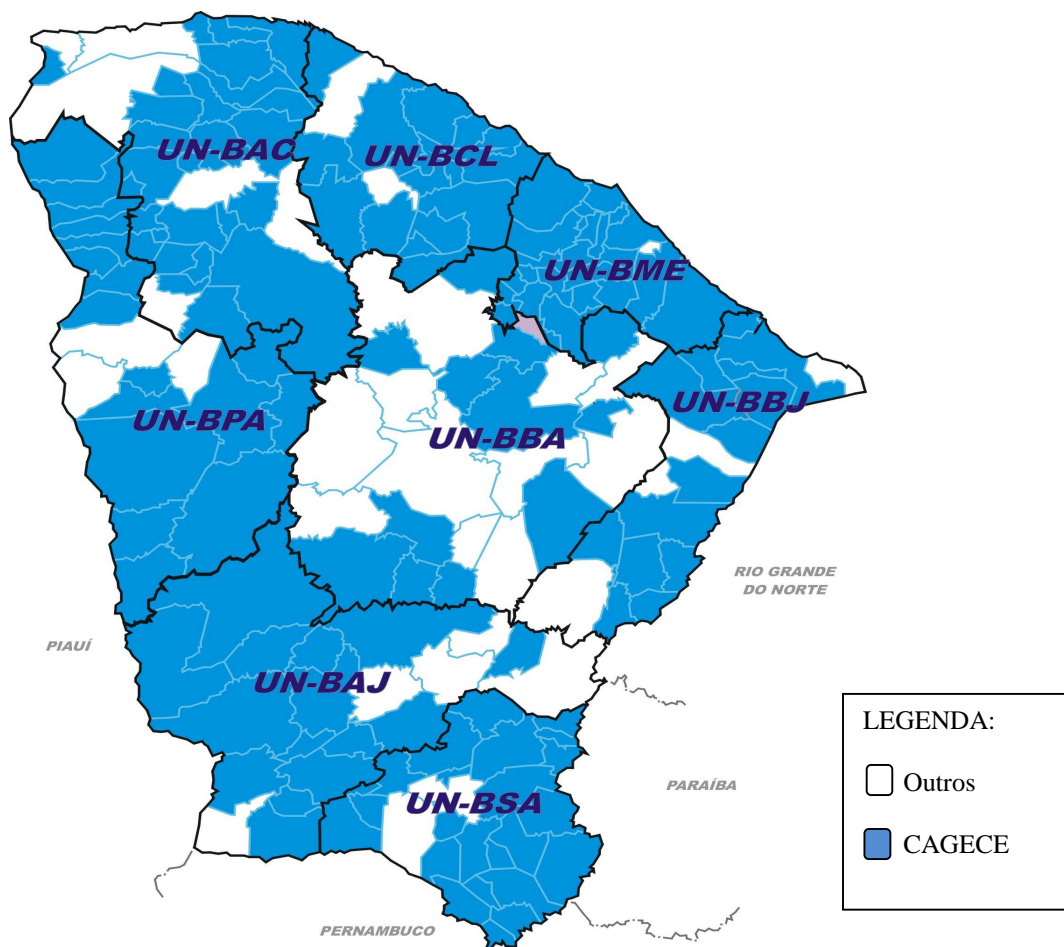 UN-BAC
UN-BCL
UN-BME
UN-BPA
UN-BBA
UN-BBJ
RIO GRANDE
DO NORTE
PIAUÍ
UN-BAJ
UN-BSA
PARAÍBA
PERNAMBUCO
LEGENDA:
Outros
CAGECE